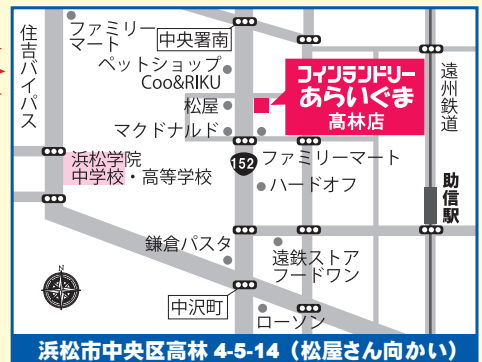 住吉バイパス
ファミリー
マート
中央署南
ペットショップ
Coo&RIKU
松屋
マクドナルド
コインランドリー
あらいぐま
髙林店
遠州鉄道
浜松学院
中学校・高等学校
152
ファミリーマート
ハードオフ
助信駅
鎌倉パスタ
遠鉄ストア
フードワン
N
中沢町
ローソン
浜松市中央区高林 4-5-14(松屋さん向かい)